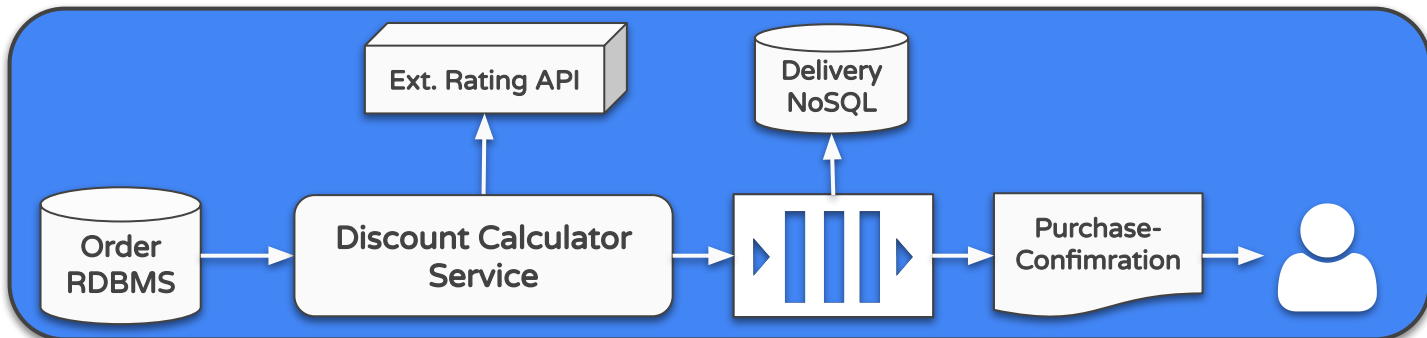 Ext. Rating API
Delivery
NoSQL
Order
RDBMS
Discount Calculator
Service
Purchase-
Confimration